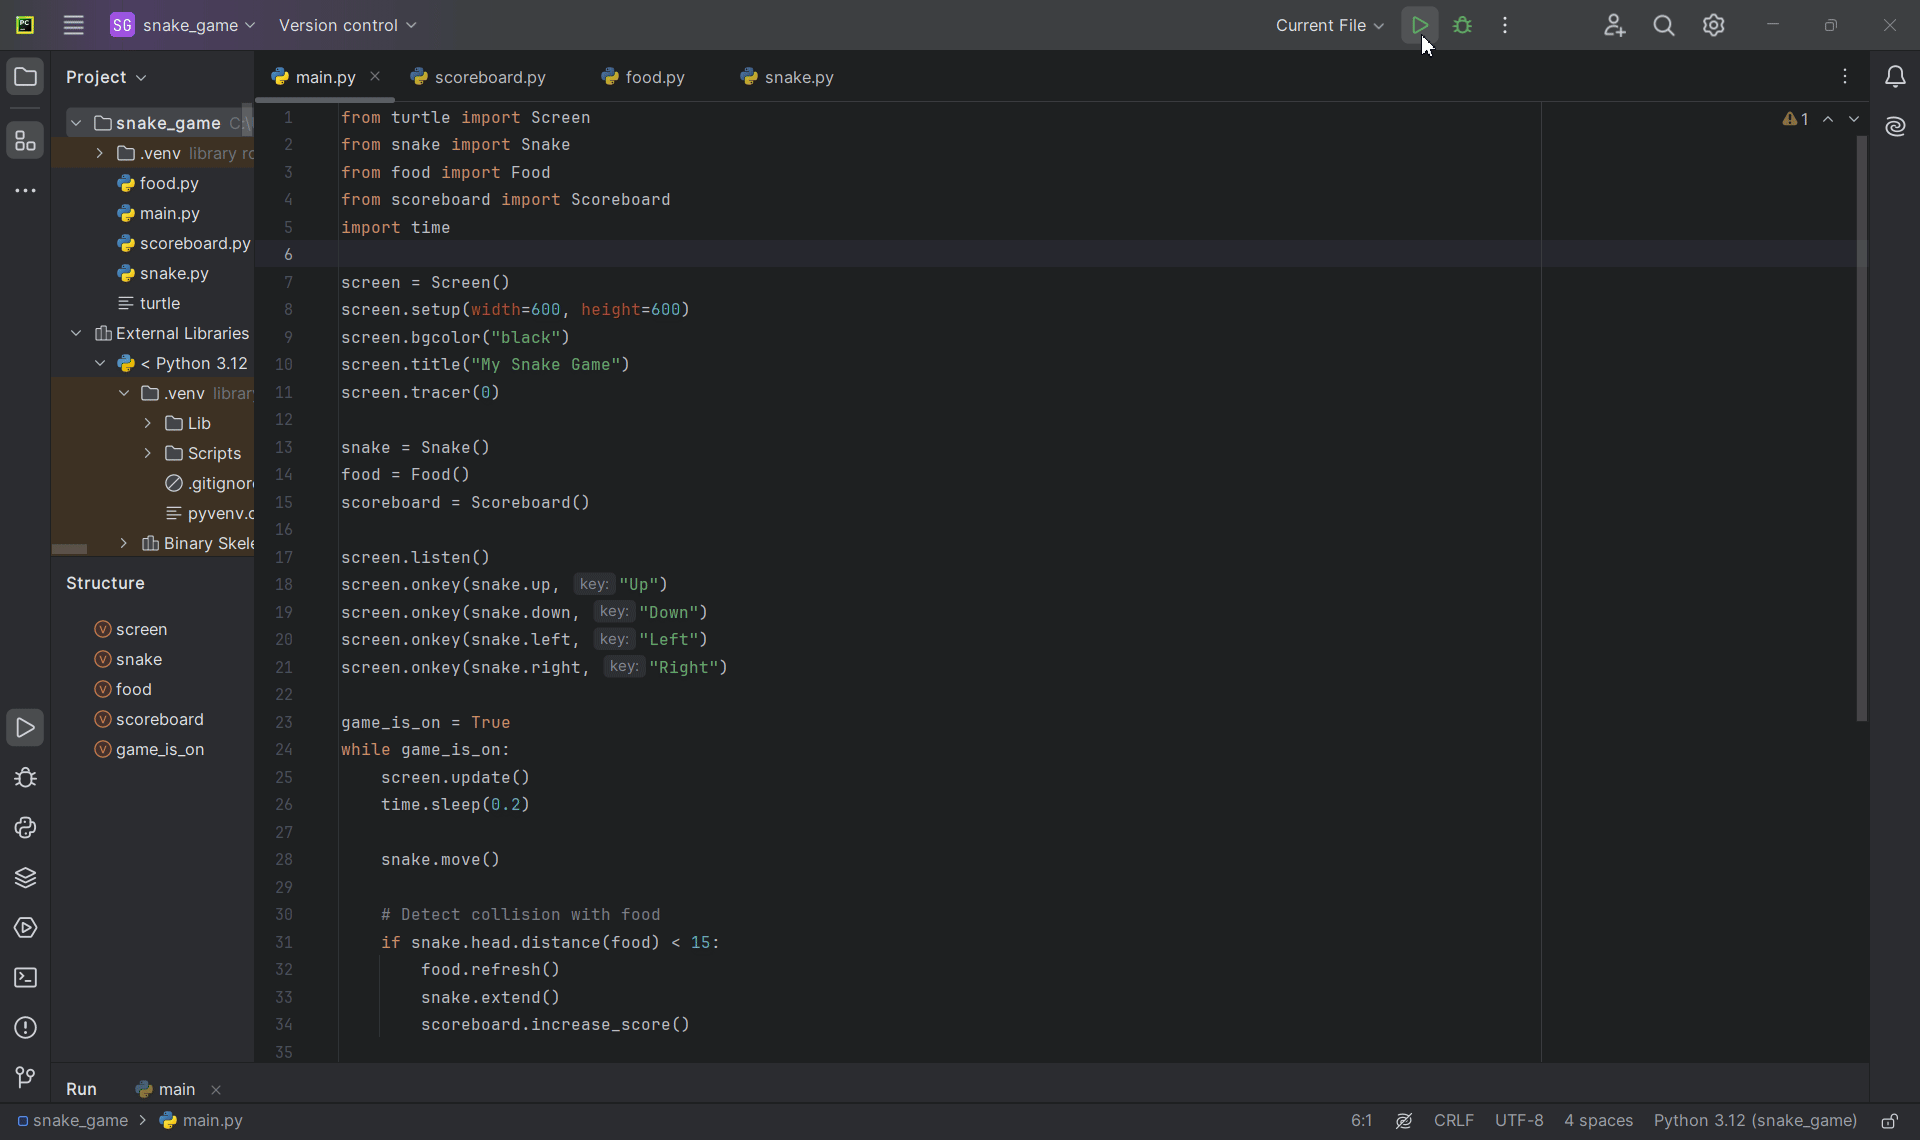 PC SG snake_game Version control Current File
Project main.py scoreboard.py food.py snake.py
snake_game C:\
.venv library ro
food.py
main.py
scoreboard.py
snake.py
turtle
External Libraries
< Python 3.12
.venv library
Lib
Scripts
.gitignore
pyvenv.c
Binary Skele
Structure
screen
snake
food
scoreboard
game_is_on
1 from turtle import Screen
2 from snake import Snake
3 from food import Food
4 from scoreboard import Scoreboard
5 import time
6
7 screen = Screen()
8 screen.setup(width=600, height=600)
9 screen.bgcolor("black")
10 screen.title("My Snake Game")
11 screen.tracer(0)
12
13 snake = Snake()
14 food = Food()
15 scoreboard = Scoreboard()
16
17 screen.listen()
18 screen.onkey(snake.up, key: "Up")
19 screen.onkey(snake.down, key: "Down")
20 screen.onkey(snake.left, key: "Left")
21 screen.onkey(snake.right, key: "Right")
22
23 game_is_on = True
24 while game_is_on:
25 screen.update()
26 time.sleep(0.2)
27
28 snake.move()
29
30 # Detect collision with food
31 if snake.head.distance(food) < 15:
32 food.refresh()
33 snake.extend()
34 scoreboard.increase_score()
35
1
Run main
snake_game > main.py 6:1 CRLF UTF-8 4 spaces Python 3.12 (snake_game)